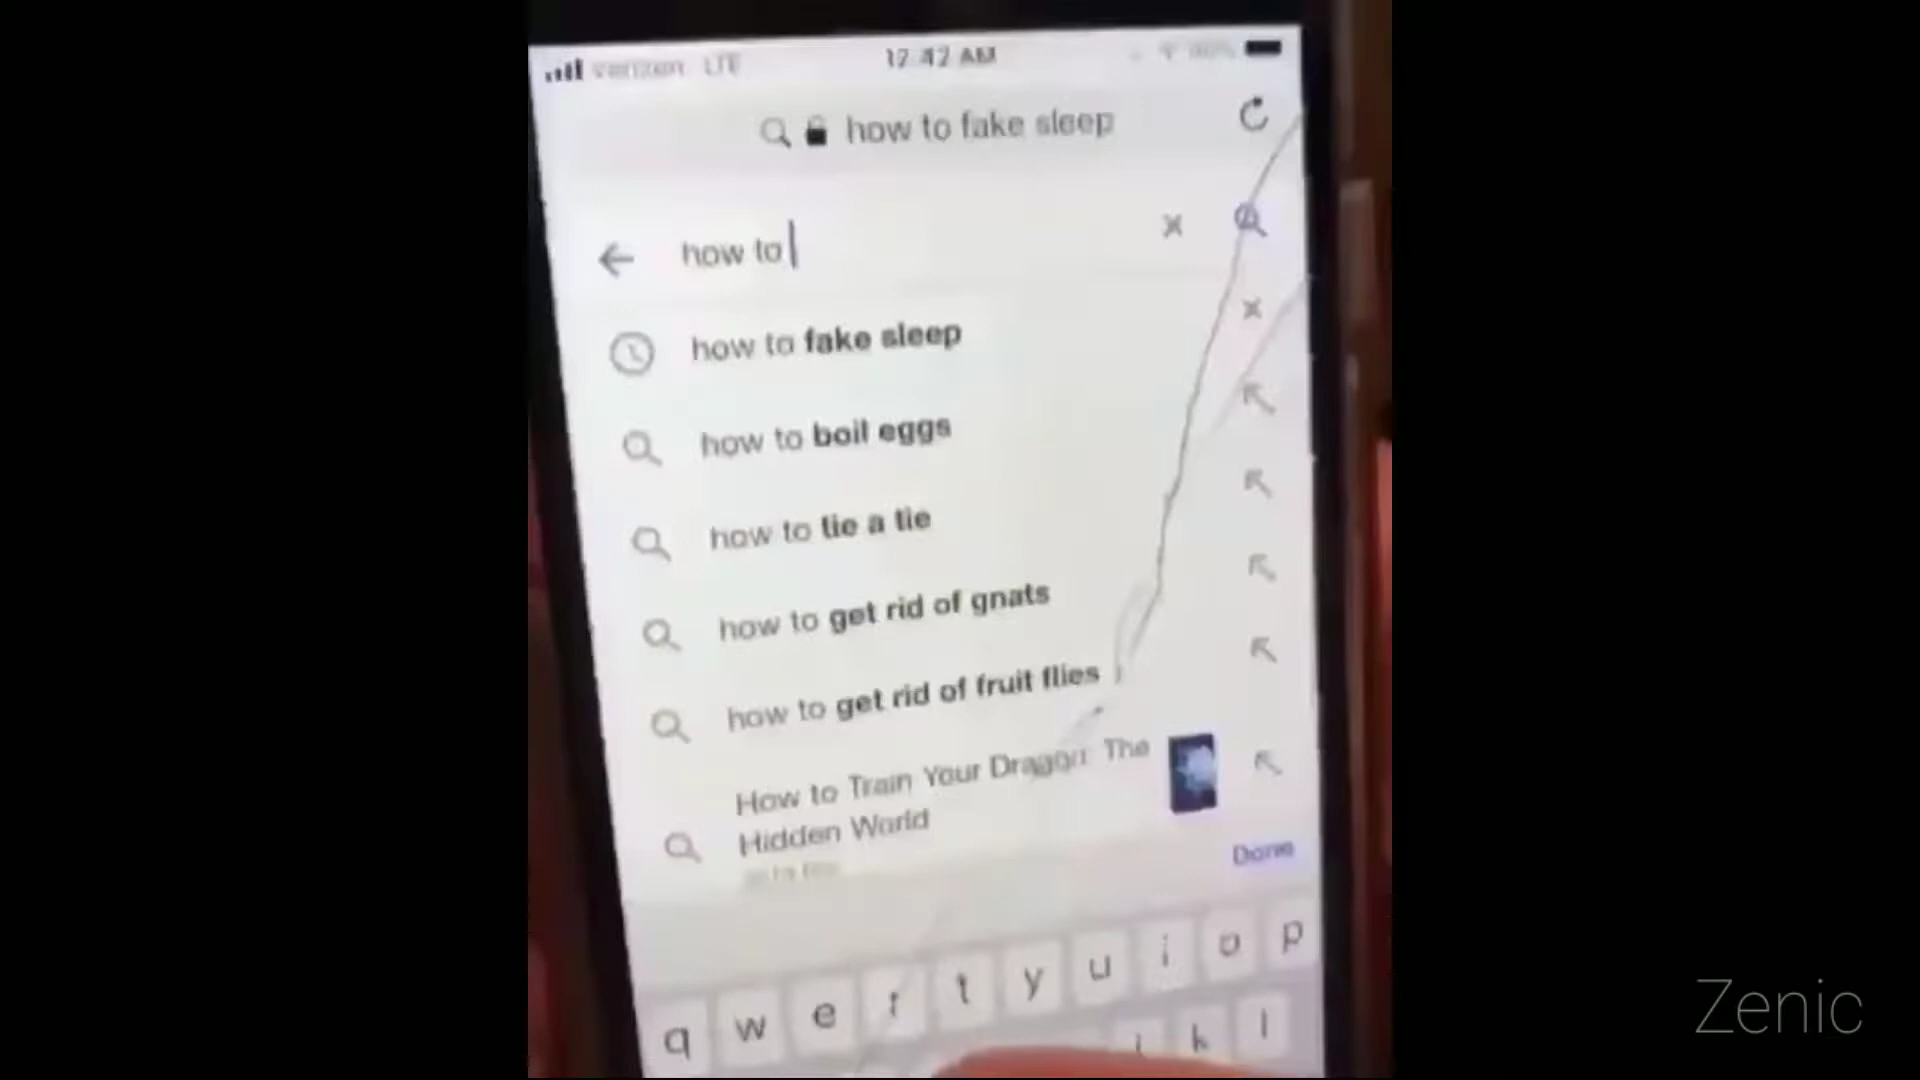 verizon LTE 12:42 AM
how to fake sleep
how to
how to fake sleep
how to boil eggs
how to tie a tie
how to get rid of gnats
how to get rid of fruit flies
How to Train Your Dragon: The
Hidden World
Done
q w e r t y u i o p
k l
Zenic